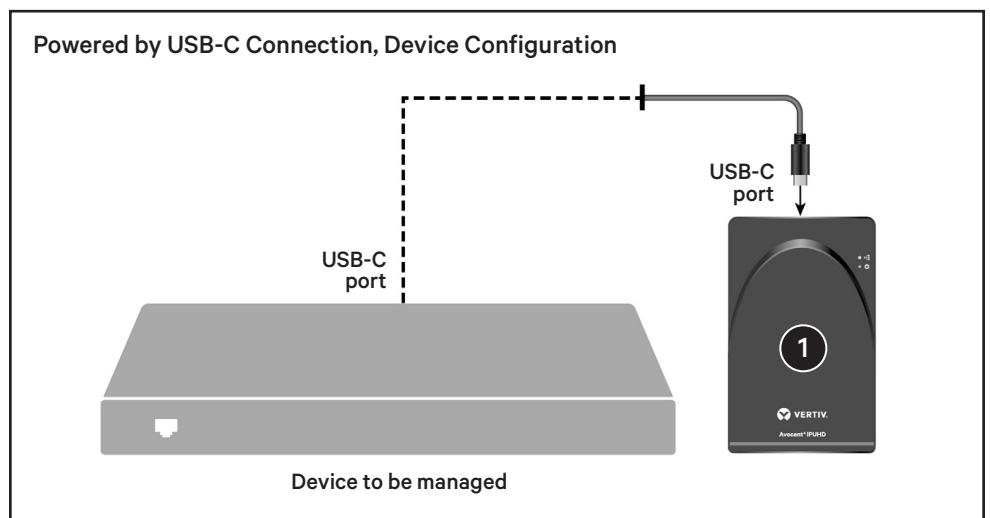 Powered by USB-C Connection, Device Configuration
USB-C
port
USB-C
port
1
VERTIV.
Avocent® IPUHD
Device to be managed